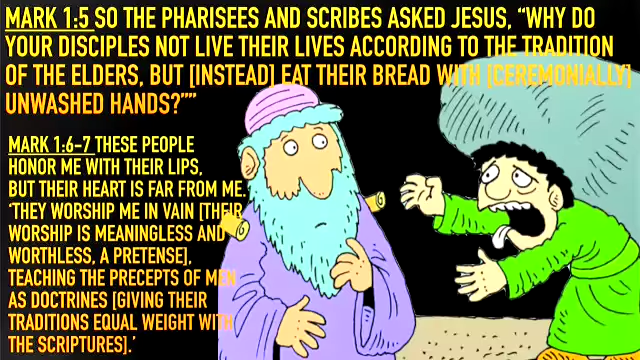 MARK 1:5 SO THE PHARISEES AND SCRIBES ASKED JESUS, “WHY DO
YOUR DISCIPLES NOT LIVE THEIR LIVES ACCORDING TO THE TRADITION
OF THE ELDERS, BUT [INSTEAD] EAT THEIR BREAD WITH [CEREMONIALLY]
UNWASHED HANDS?””
MARK 1:6-7 THESE PEOPLE
HONOR ME WITH THEIR LIPS,
BUT THEIR HEART IS FAR FROM ME.
‘THEY WORSHIP ME IN VAIN [THEIR
WORSHIP IS MEANINGLESS AND
WORTHLESS, A PRETENSE],
TEACHING THE PRECEPTS OF MEN
AS DOCTRINES [GIVING THEIR
TRADITIONS EQUAL WEIGHT WITH
THE SCRIPTURES].’